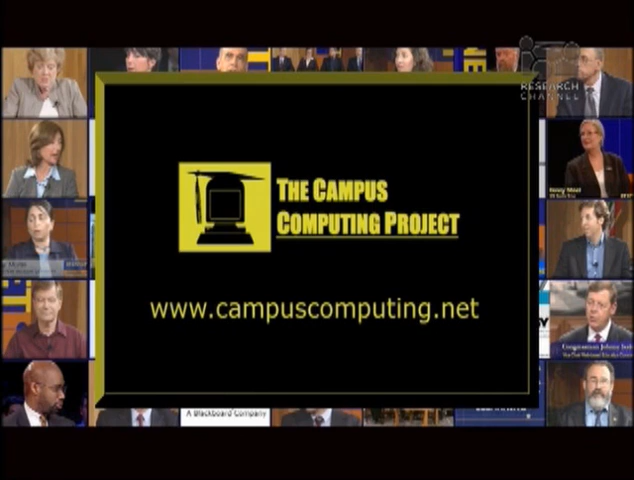 RESEARCH
CHANNEL
THE CAMPUS
COMPUTING PROJECT
www.campuscomputing.net
A Blackboard Company